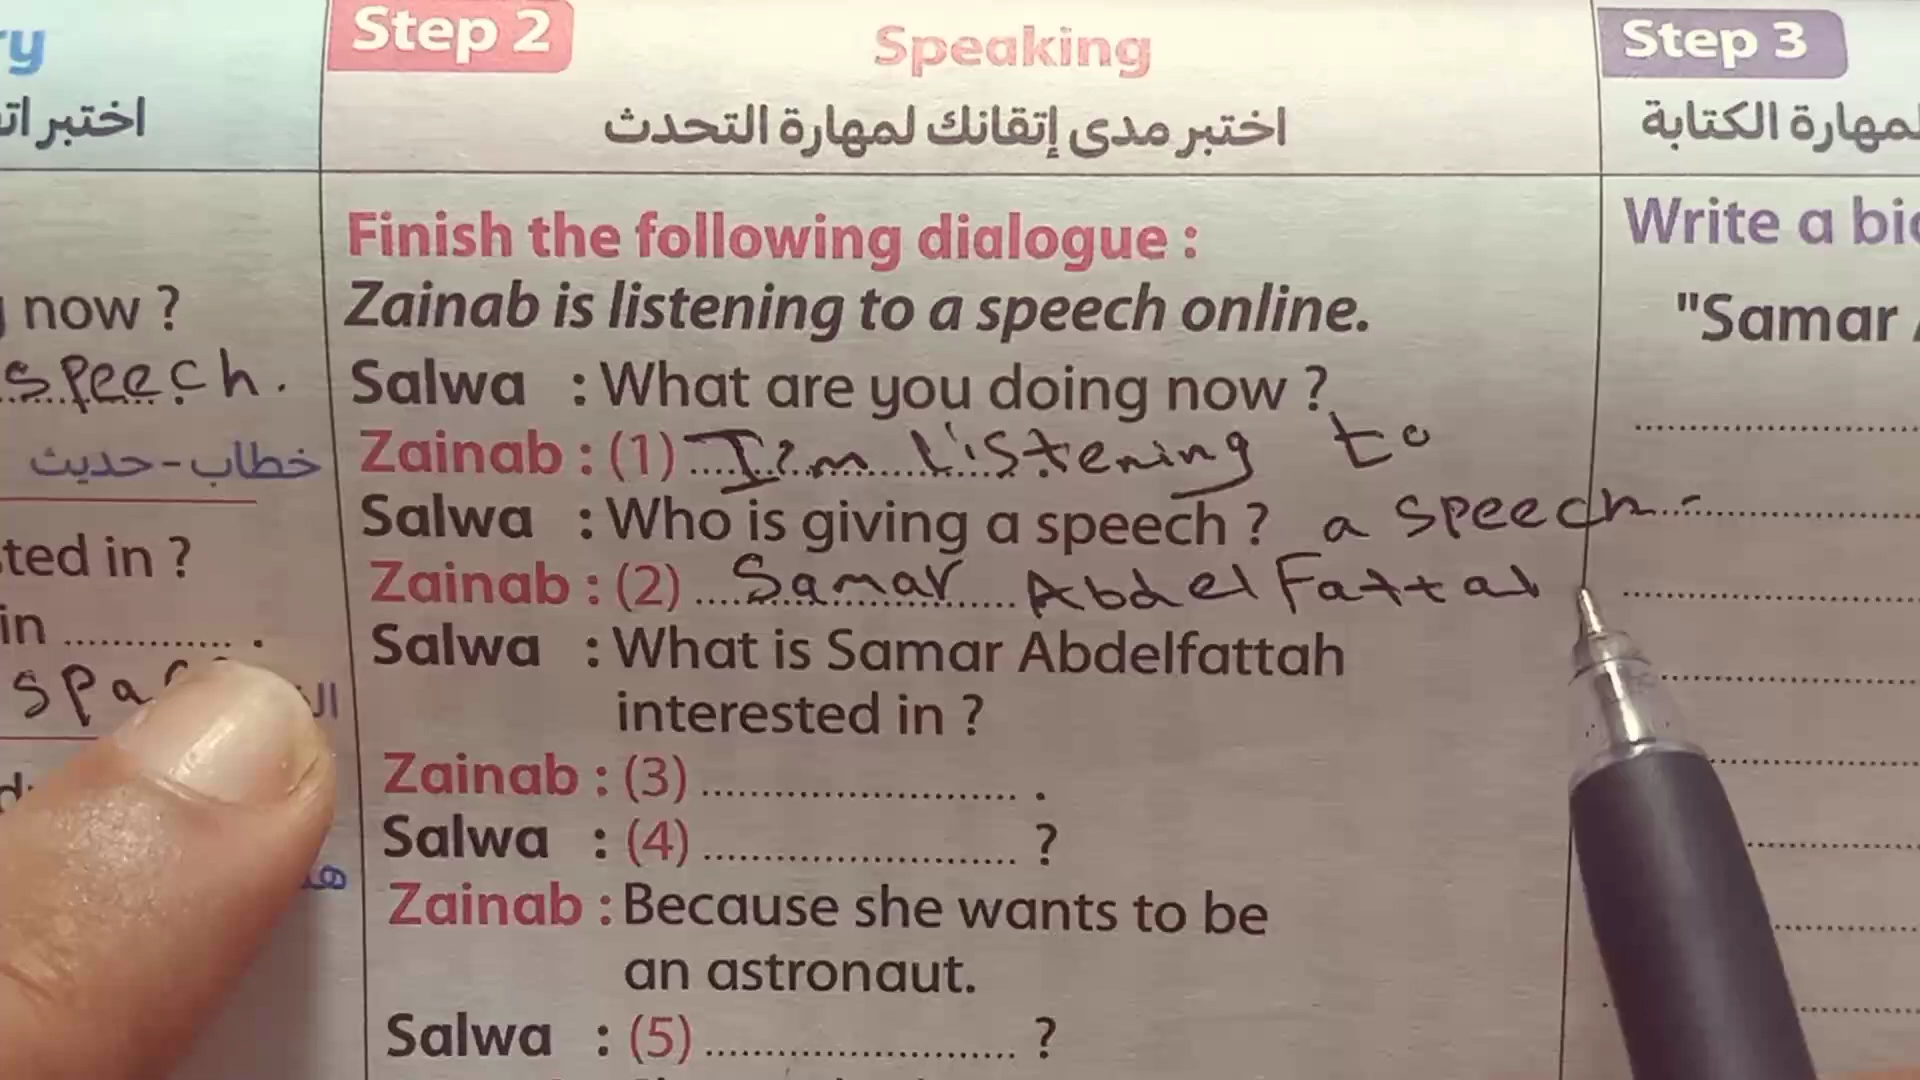 ry
اختبر
now ?
speech.
خطاب - حديث
ted in ?
in ............ .
Step 2
Speaking
اختبر مدى إتقانك لمهارة التحدث
Finish the following dialogue :
Zainab is listening to a speech online.
Salwa : What are you doing now ?
Zainab : (1) I'm listening to
a speech.
Salwa : Who is giving a speech ?
Zainab : (2) Samar Abdel Fattah
Salwa : What is Samar Abdelfattah
interested in ?
Zainab : (3) ............................ .
Salwa : (4) ............................ ?
Zainab : Because she wants to be
an astronaut.
Salwa : (5) ............................ ?
Step 3
لمهارة الكتابة
Write a bio
"Samar A